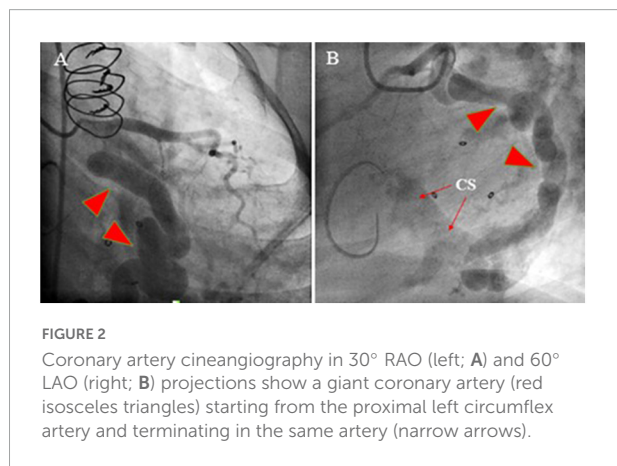 A
B
CS
FIGURE 2
Coronary artery cineangiography in 30° RAO (left; A) and 60°
LAO (right; B) projections show a giant coronary artery (red
isosceles triangles) starting from the proximal left circumflex
artery and terminating in the same artery (narrow arrows).